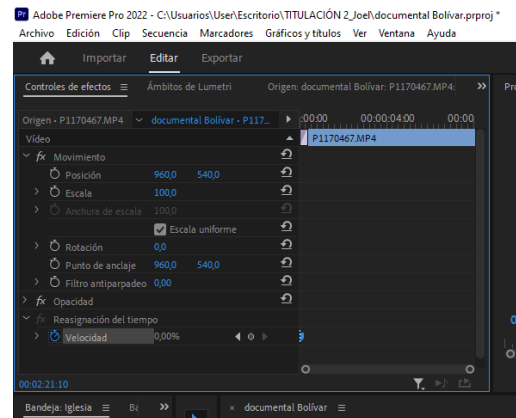 Pr Adobe Premiere Pro 2022 - C:\Usuarios\User\Escritorio\TITULACIÓN 2_Joel\documental Bolívar.prproj *
Archivo Edición Clip Secuencia Marcadores Gráficos y títulos Ver Ventana Ayuda
Importar Editar Exportar
Controles de efectos Ámbitos de Lumetri Origen: documental Bolívar: P1170467.MP4:
Origen • P1170467.MP4 documental Bolívar • P117... :00:00 00:00:04:00 00:00
Vídeo P1170467.MP4
fx Movimiento
Posición 960,0 540,0
Escala 100,0
Anchura de escala 100,0
Escala uniforme
Rotación 0,0
Punto de anclaje 960,0 540,0
Filtro antiparpadeo 0,00
fx Opacidad
fx Reasignación del tiempo
Velocidad 0,00%
00:02:21:10
Bandeja: Iglesia × documental Bolívar